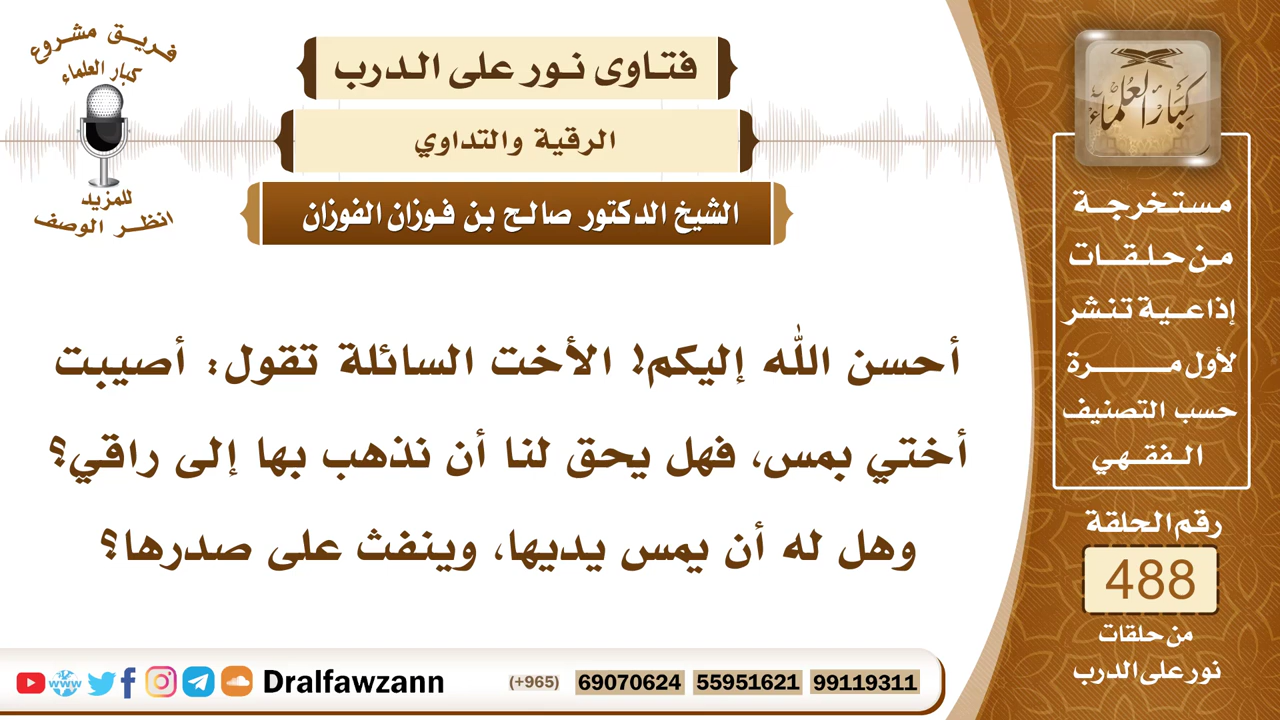 فريق مشروع
كبار العلماء
للمزيد
انظر الوصف
فتاوى نور على الدرب
الرقية والتداوي
الشيخ الدكتور صالح بن فوزان الفوزان
أحسن الله إليكم! الأخت السائلة تقول: أصيبت
أختي بمس، فهل يحق لنا أن نذهب بها إلى راقي؟
وهل له أن يمس يديها، وينفث على صدرها؟
كبار العلماء
مستخرجة
من حلقات
إذاعية تنشر
لأول مرة
حسب التصنيف
الفقهي
رقم الحلقة
488
من حلقات
نور على الدرب
www
Dralfawzann
(+965) 69070624 55951621 99119311